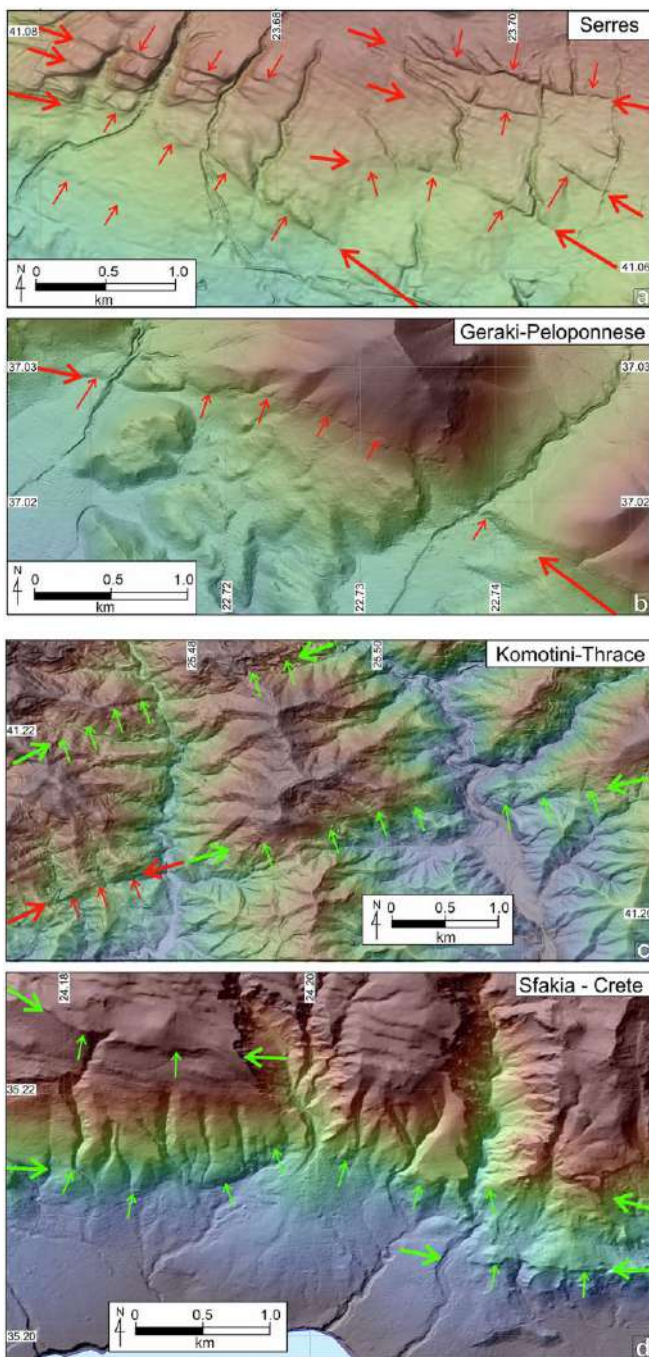 41.08
23.68
23.70
Serres
N
0 0.5 1.0
km
41.06
a
Geraki-Peloponnese
37.03
37.03
37.02
37.02
N
0 0.5 1.0
km
22.72
22.73
22.74
b
25.48
25.50
Komotini-Thrace
41.22
N
0 0.5 1.0
km
41.20
c
24.18
24.20
Sfakia - Crete
35.22
N
0 0.5 1.0
km
35.20
d